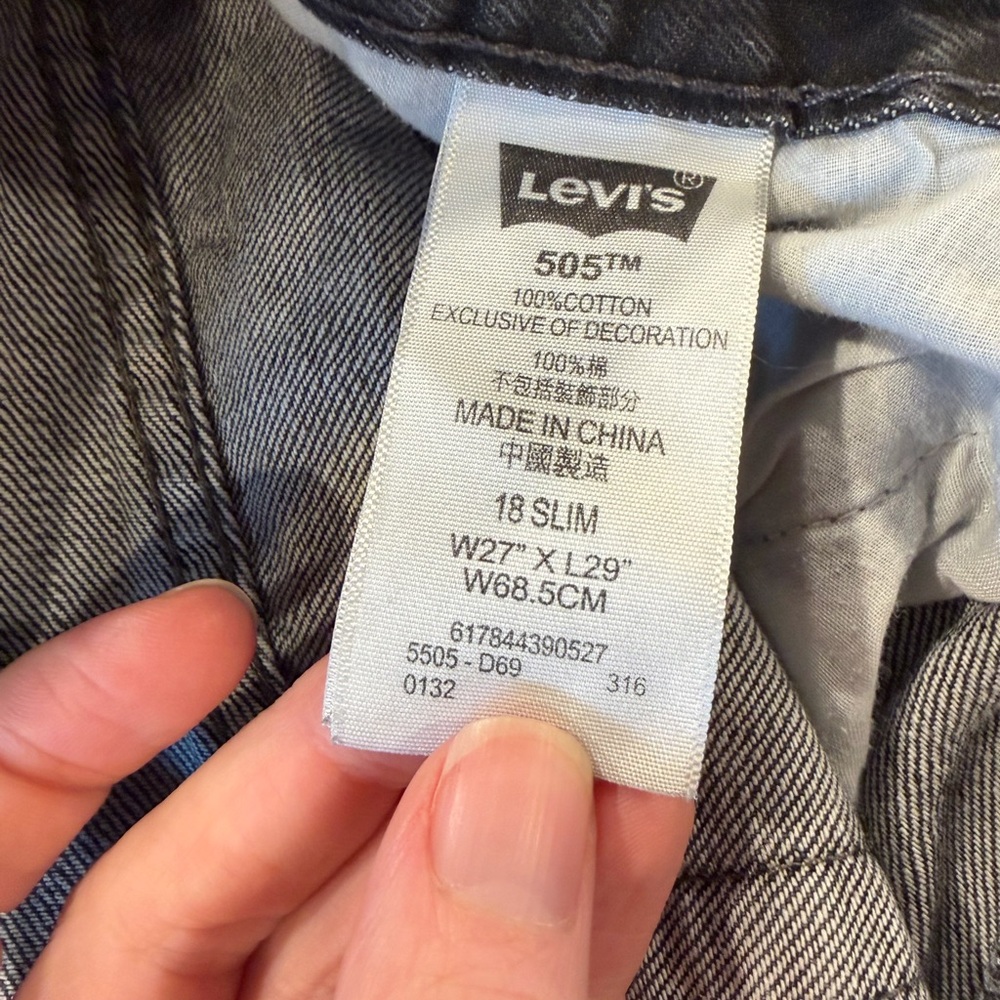 LEVI'S®
505™
100%COTTON
EXCLUSIVE OF DECORATION
100%棉
不包括裝飾部分
MADE IN CHINA
中國製造
18 SLIM
W27” X L29”
W68.5CM
617844390527
5505 - D69 316
0132